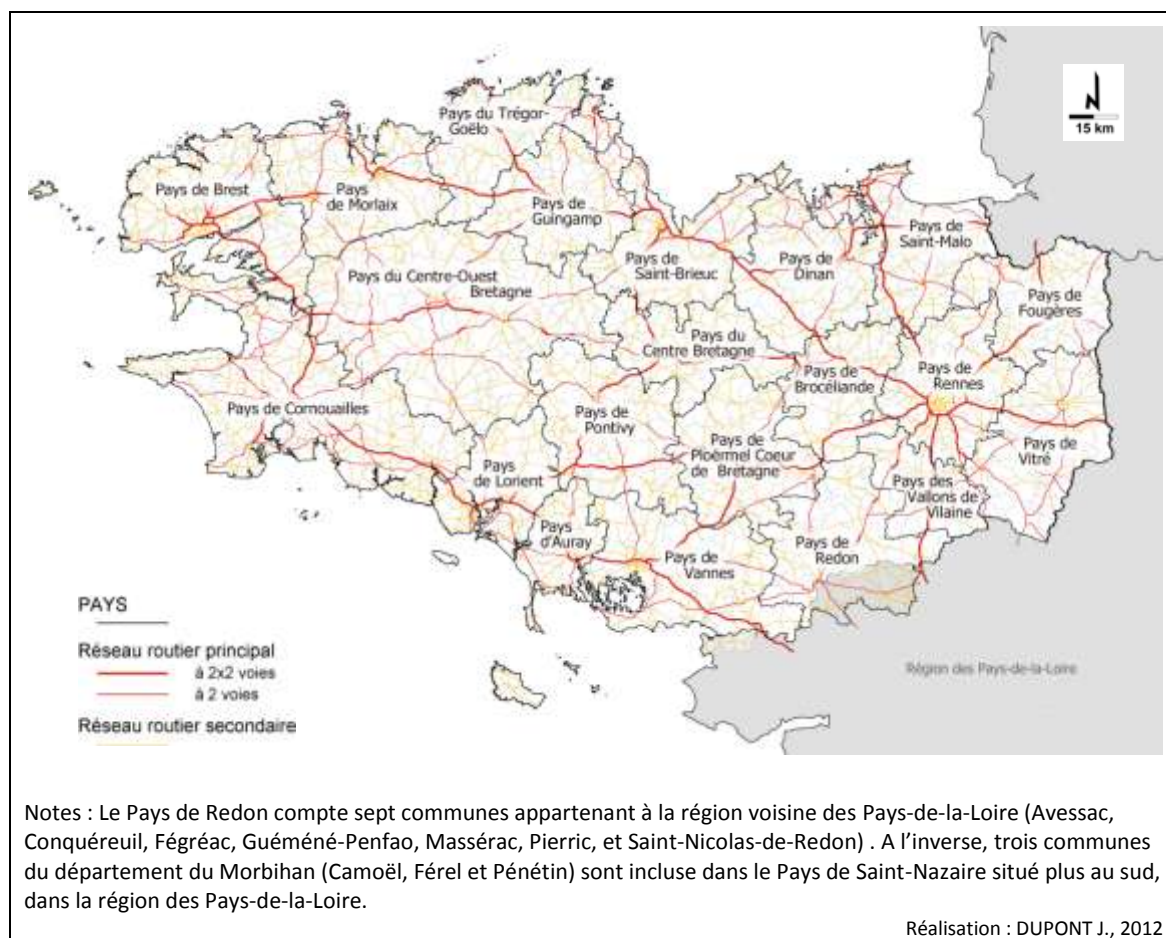 N
15 km
Pays du Trégor-
Goëlo
Pays de Brest
Pays
de Morlaix
Pays de
Guingamp
Pays de
Saint-Malo
Pays de
Saint-Brieuc
Pays de
Dinan
Pays du Centre-Ouest
Bretagne
Pays de
Fougères
Pays du
Centre Bretagne
Pays de
Brocéliande
Pays de
Rennes
Pays de Cornouailles
Pays de
Pontivy
Pays de
Ploërmel Coeur
de Bretagne
Pays de
Vitré
Pays
de Lorient
Pays des
Vallons de
Vilaine
Pays
d'Auray
Pays de
Vannes
Pays de
Redon
PAYS
Réseau routier principal
à 2x2 voies
à 2 voies
Réseau routier secondaire
Région des Pays-de-la-Loire
Notes : Le Pays de Redon compte sept communes appartenant à la région voisine des Pays-de-la-Loire (Avessac,
Conquéreuil, Fégréac, Guéméné-Penfao, Massérac, Pierric, et Saint-Nicolas-de-Redon) . A l’inverse, trois communes
du département du Morbihan (Camoël, Férel et Pénétin) sont incluse dans le Pays de Saint-Nazaire situé plus au sud,
dans la région des Pays-de-la-Loire.
Réalisation : DUPONT J., 2012